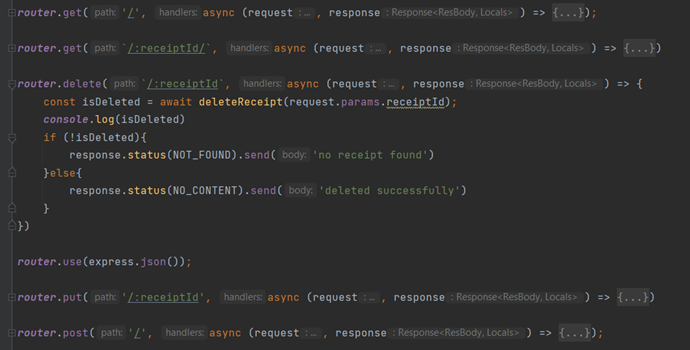 router.get( path: '/', handlers: async (request : … , response : Response<ResBody, Locals> ) => {...});
router.get( path: `/:receiptId/`, handlers: async (request : … , response : Response<ResBody, Locals> ) => {...})
router.delete( path: `/:receiptId`, handlers: async (request : … , response : Response<ResBody, Locals> ) => {
const isDeleted = await deleteReceipt(request.params.receiptId);
console.log(isDeleted)
if (!isDeleted){
response.status(NOT_FOUND).send( body: 'no receipt found')
}else{
response.status(NO_CONTENT).send( body: 'deleted successfully')
}
})
router.use(express.json());
router.put( path: '/:receiptId', handlers: async (request : … , response : Response<ResBody, Locals> ) => {...})
router.post( path: '/', handlers: async (request : … , response : Response<ResBody, Locals> ) => {...});